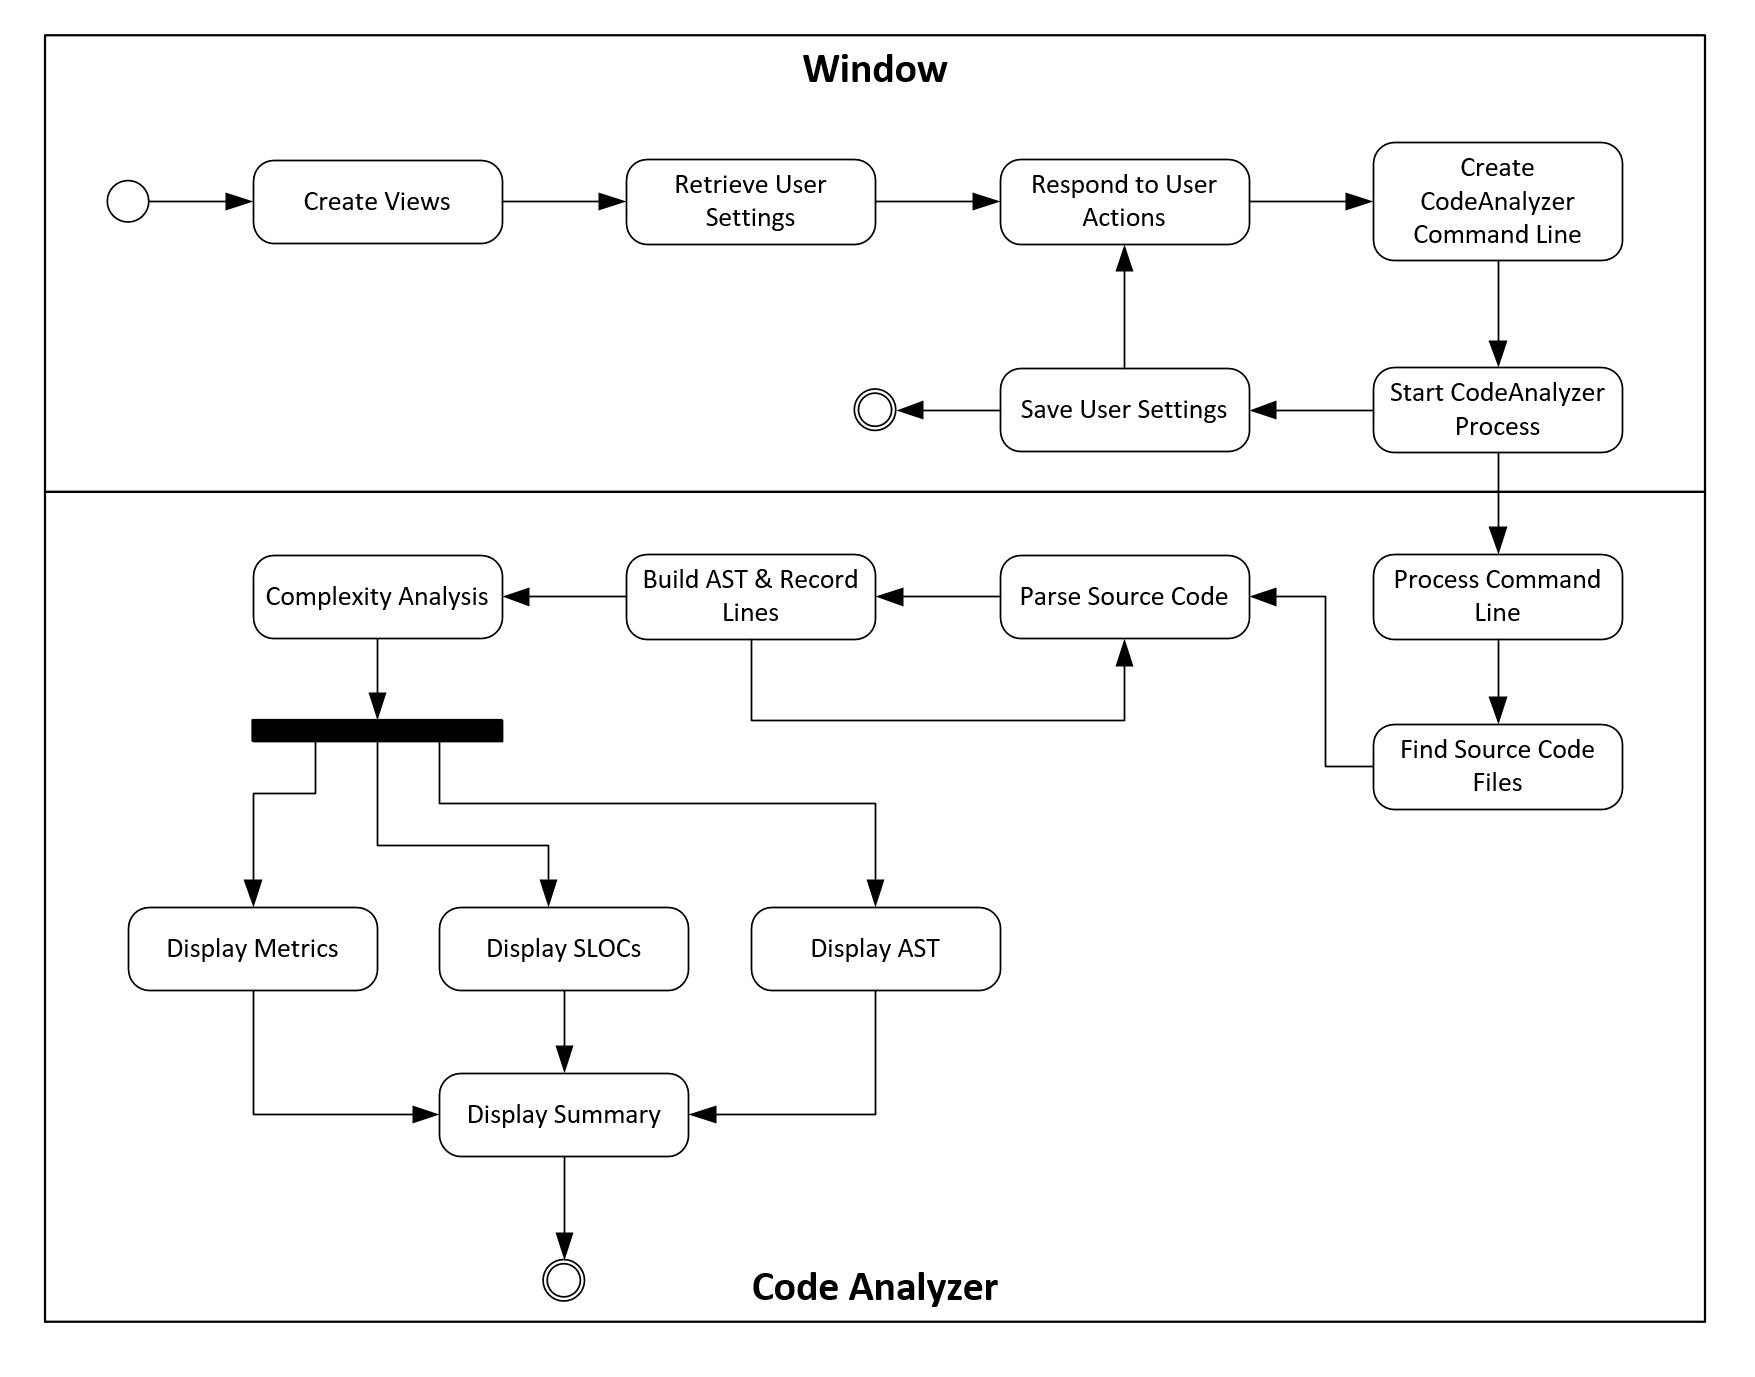 Window
Create Views
Retrieve User
Settings
Respond to User
Actions
Create
CodeAnalyzer
Command Line
Save User Settings
Start CodeAnalyzer
Process
Complexity Analysis
Build AST & Record
Lines
Parse Source Code
Process Command
Line
Find Source Code
Files
Display Metrics
Display SLOCs
Display AST
Display Summary
Code Analyzer